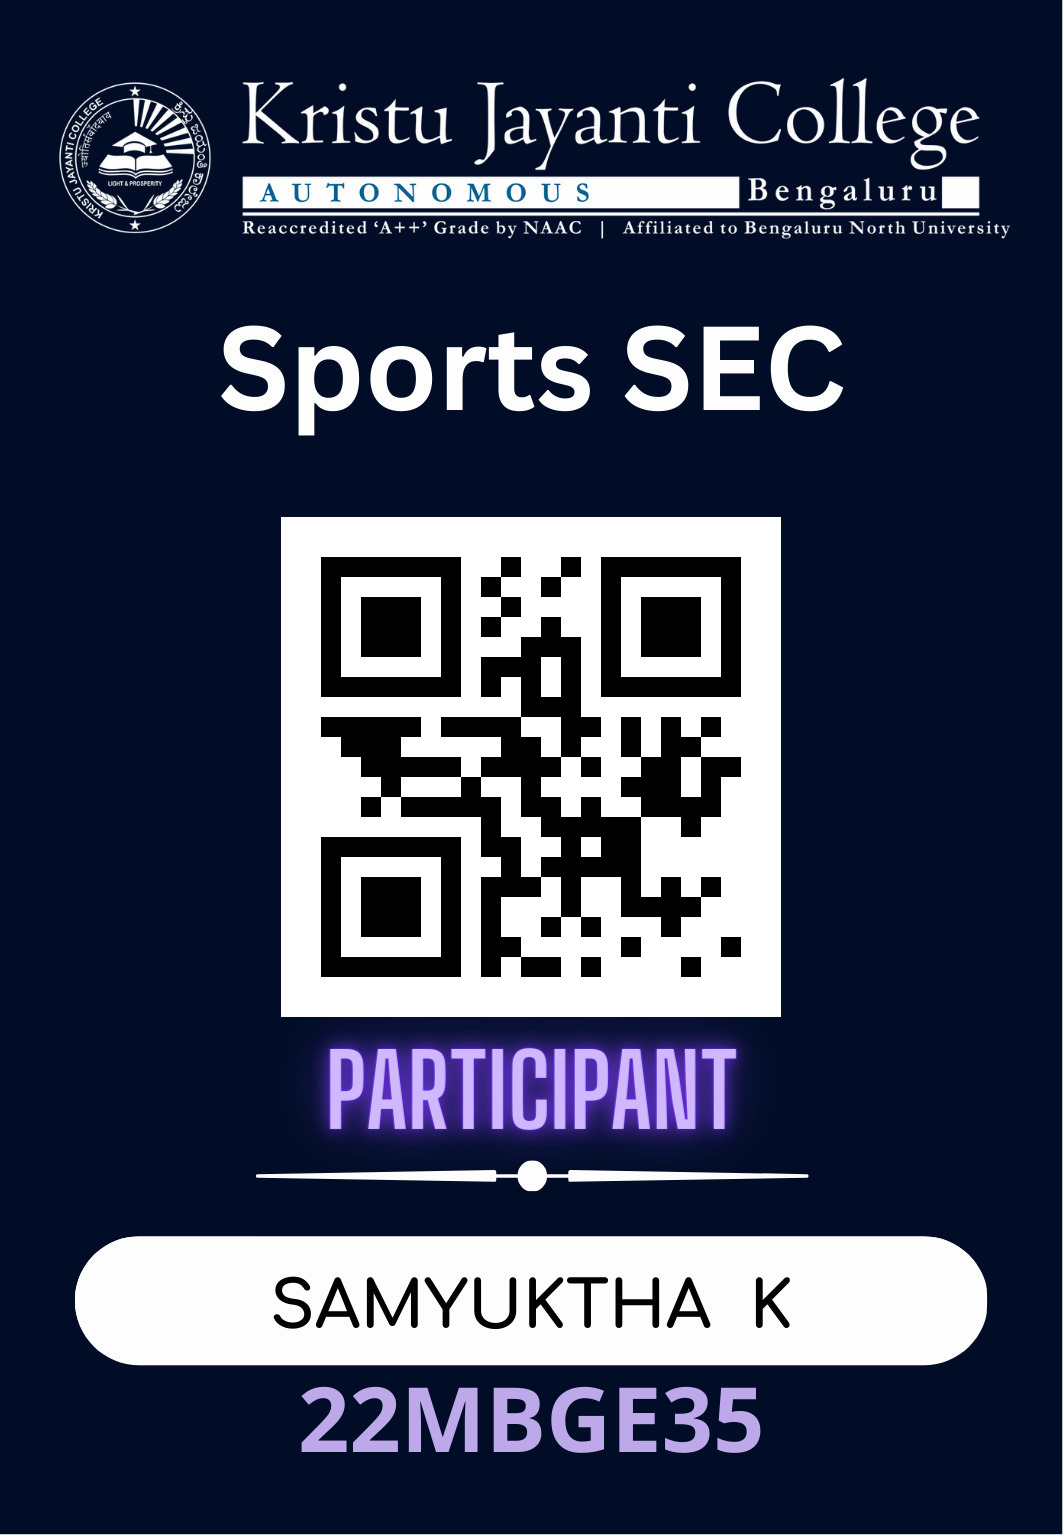 KRISTU JAYANTI COLLEGE
ज्योतिसंवाद्याय
ಕ್ರಿಸ್ತು ಜಯಂತಿ ಕಾಲೇಜು
LIGHT & PROSPERITY
Kristu Jayanti College
AUTONOMOUS Bengaluru
Reaccredited ‘A++’ Grade by NAAC | Affiliated to Bengaluru North University
Sports SEC
PARTICIPANT
SAMYUKTHA K
22MBGE35